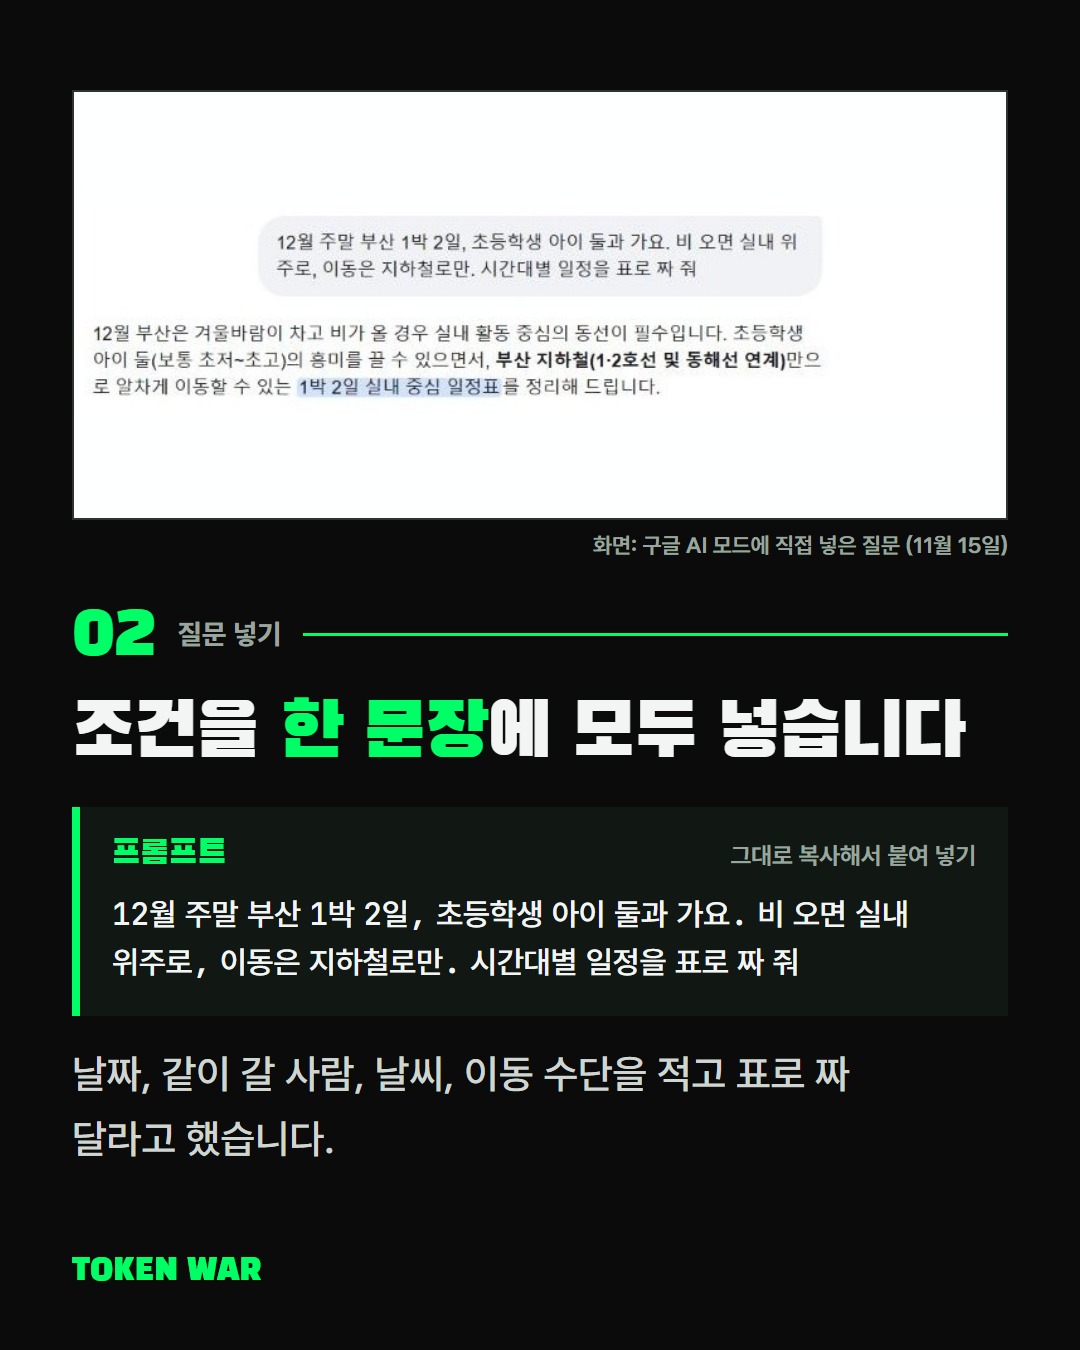 12월 주말 부산 1박 2일, 초등학생 아이 둘과 가요. 비 오면 실내 위
주로, 이동은 지하철로만. 시간대별 일정을 표로 짜 줘
12월 부산은 겨울바람이 차고 비가 올 경우 실내 활동 중심의 동선이 필수입니다. 초등학생
아이 둘(보통 초저~초고)의 흥미를 끌 수 있으면서, 부산 지하철(1·2호선 및 동해선 연계)만으
로 알차게 이동할 수 있는 1박 2일 실내 중심 일정표를 정리해 드립니다.
화면: 구글 AI 모드에 직접 넣은 질문 (11월 15일)
02 질문 넣기
조건을 한 문장에 모두 넣습니다
프롬프트 그대로 복사해서 붙여 넣기
12월 주말 부산 1박 2일, 초등학생 아이 둘과 가요. 비 오면 실내
위주로, 이동은 지하철로만. 시간대별 일정을 표로 짜 줘
날짜, 같이 갈 사람, 날씨, 이동 수단을 적고 표로 짜
달라고 했습니다.
TOKEN WAR